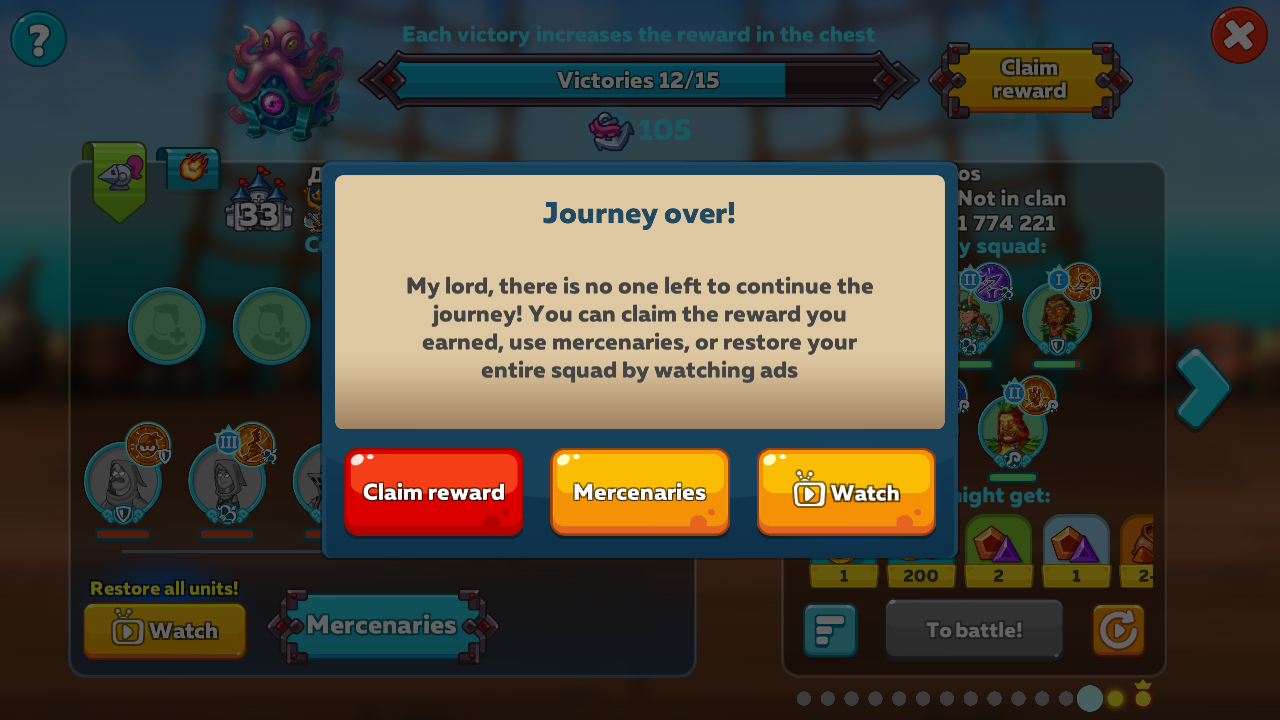 ?
Each victory increases the reward in the chest
Victories 12/15
Claim
reward
105
33
Not in clan
1 774 221
squad:
Journey over!
My lord, there is no one left to continue the
journey! You can claim the reward you
earned, use mercenaries, or restore your
entire squad by watching ads
Claim reward
Mercenaries
Watch
II
I
II
III
get:
1
200
2
1
Restore all units!
Watch
Mercenaries
To battle!